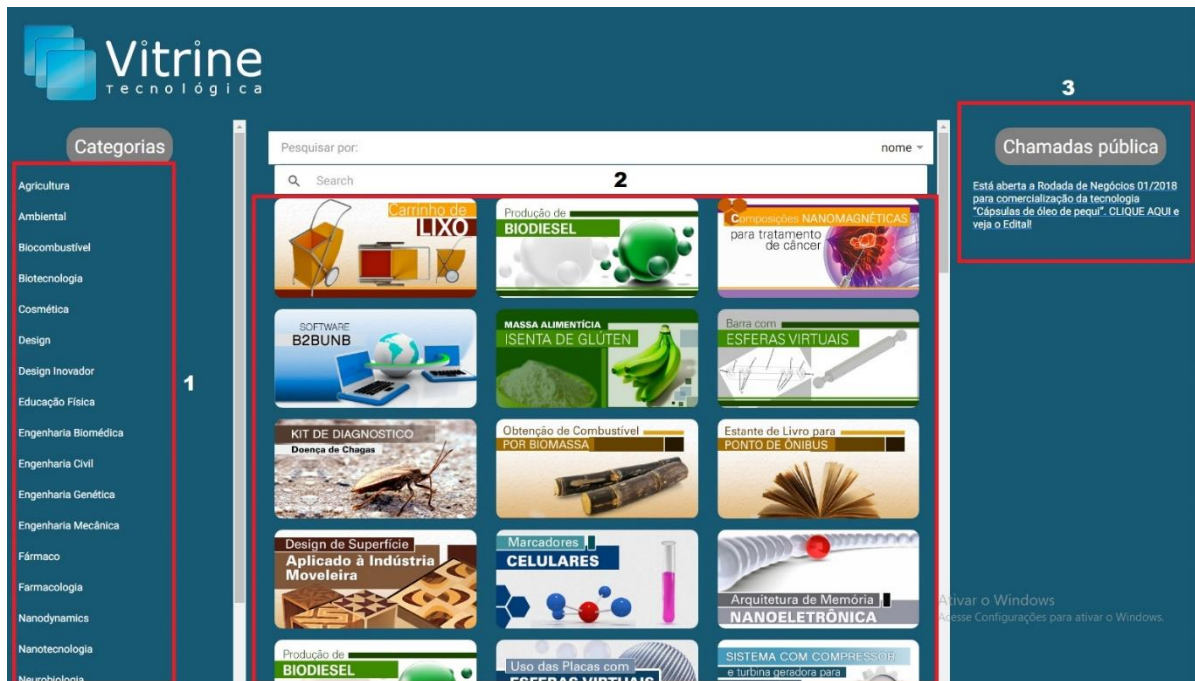 Vitrine
Tecnológica
3
Categorias
Agricultura
Ambiental
Biocombustível
Biotecnologia
Cosmética
Design
Design Inovador
Educação Física
Engenharia Biomédica
Engenharia Civil
Engenharia Genética
Engenharia Mecânica
Fármaco
Farmacologia
Nanodynamics
Nanotecnologia
Neurobiologia
1
Pesquisar por:
nome
Search
2
Carrinho de
LIXO
Produção de
BIODIESEL
Composições NANOMAGNÉTICAS
para tratamento
de câncer
SOFTWARE
B2BUNB
MASSA ALIMENTÍCIA
ISENTA DE GLÚTEN
Barra com
ESFERAS VIRTUAIS
KIT DE DIAGNOSTICO
Doença de Chagas
Obtenção de Combustível
POR BIOMASSA
Estante de Livro para
PONTO DE ÔNIBUS
Design de Superfície
Aplicado à Indústria
Moveleira
Marcadores
CELULARES
Arquitetura de Memória
NANOELETRÔNICA
Produção de
BIODIESEL
Uso das Placas com
ESFERAS VIRTUAIS
SISTEMA COM COMPRESSOR
e turbina geradora para
Chamadas pública
Está aberta a Rodada de Negócios 01/2018
para comercialização da tecnologia
"Cápsulas de óleo de pequi". CLIQUE AQUI e
veja o Edital!
Ativar o Windows
Acesse Configurações para ativar o Windows.